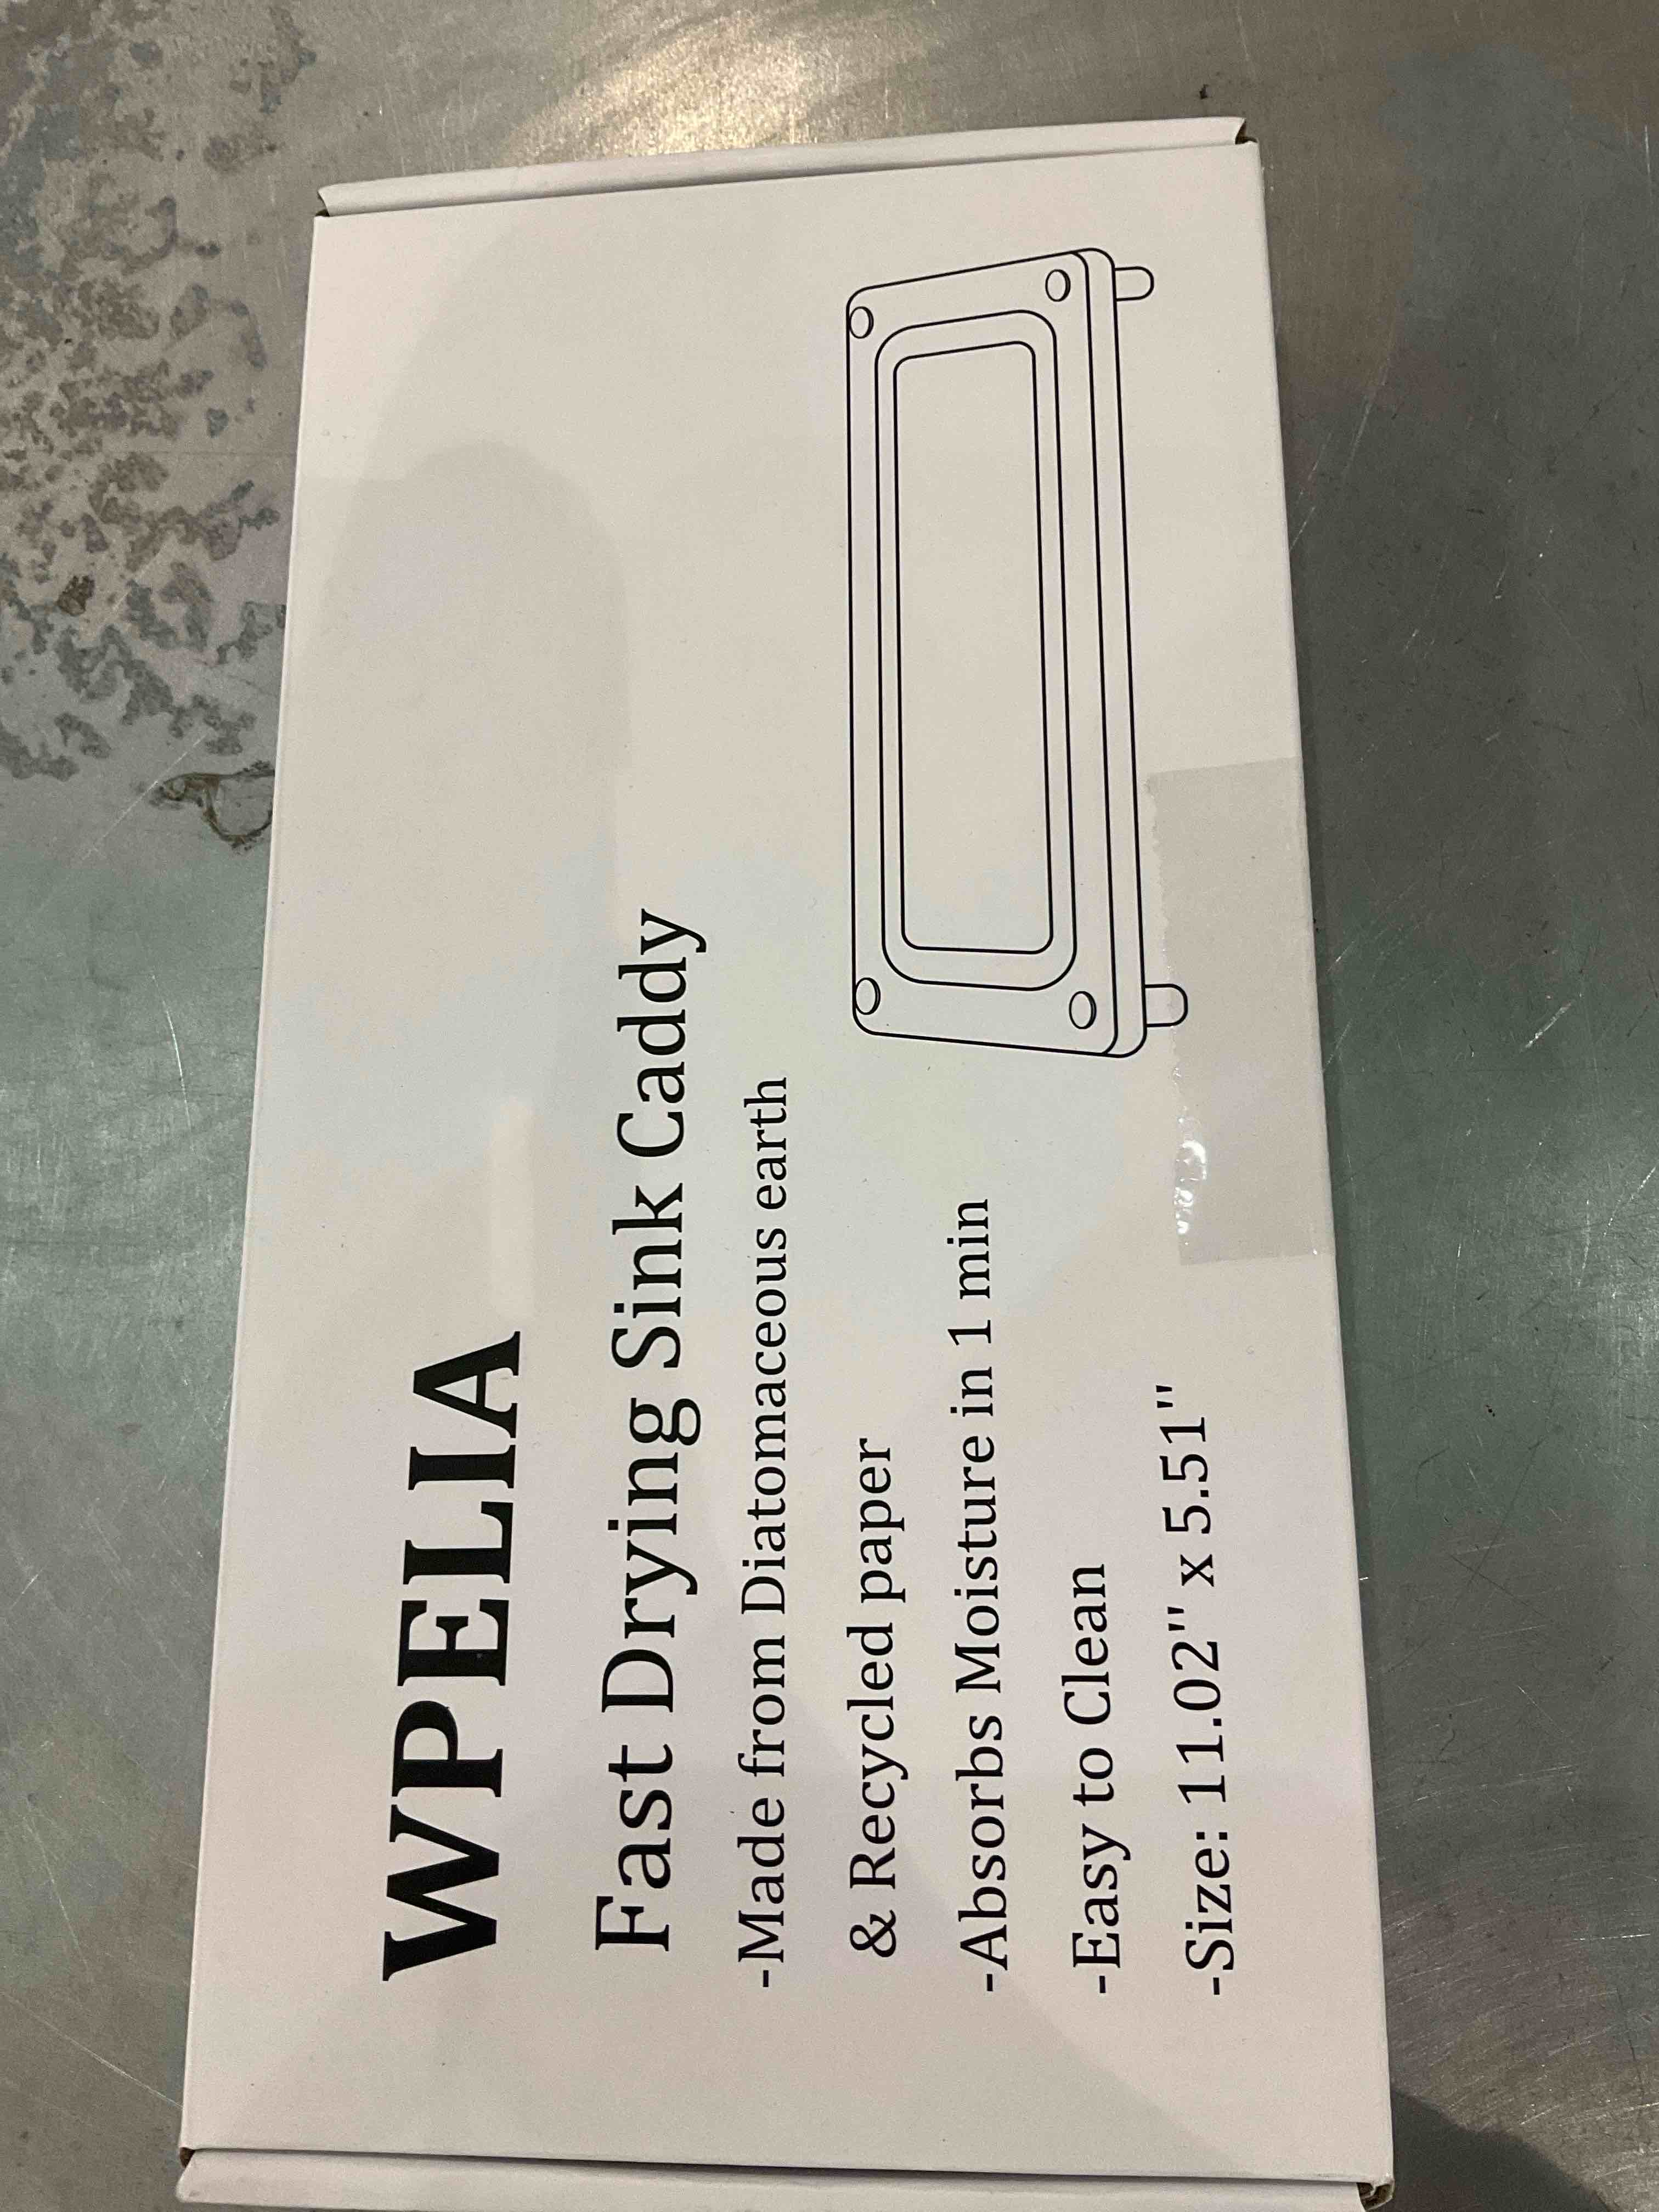 WPELIA
Fast Drying Sink Caddy
-Made from Diatomaceous earth
& Recycled paper
-Absorbs Moisture in 1 min
-Easy to Clean
-Size: 11.02" x 5.51"